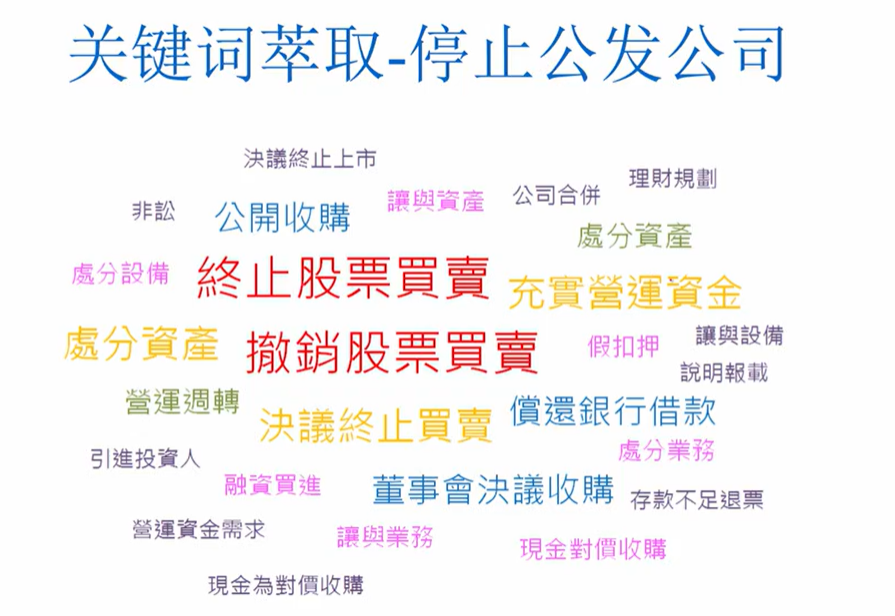 关键词萃取-停止公发公司
決議終止上市
理財規劃
非訟
公開收購
讓與資產
公司合併
處分資產
處分設備
終止股票買賣
充實營運資金
處分資產
撤銷股票買賣
假扣押
讓與設備
說明報載
營運週轉
決議終止買賣
償還銀行借款
引進投資人
處分業務
融資買進
董事會決議收購
存款不足退票
營運資金需求
讓與業務
現金對價收購
現金為對價收購